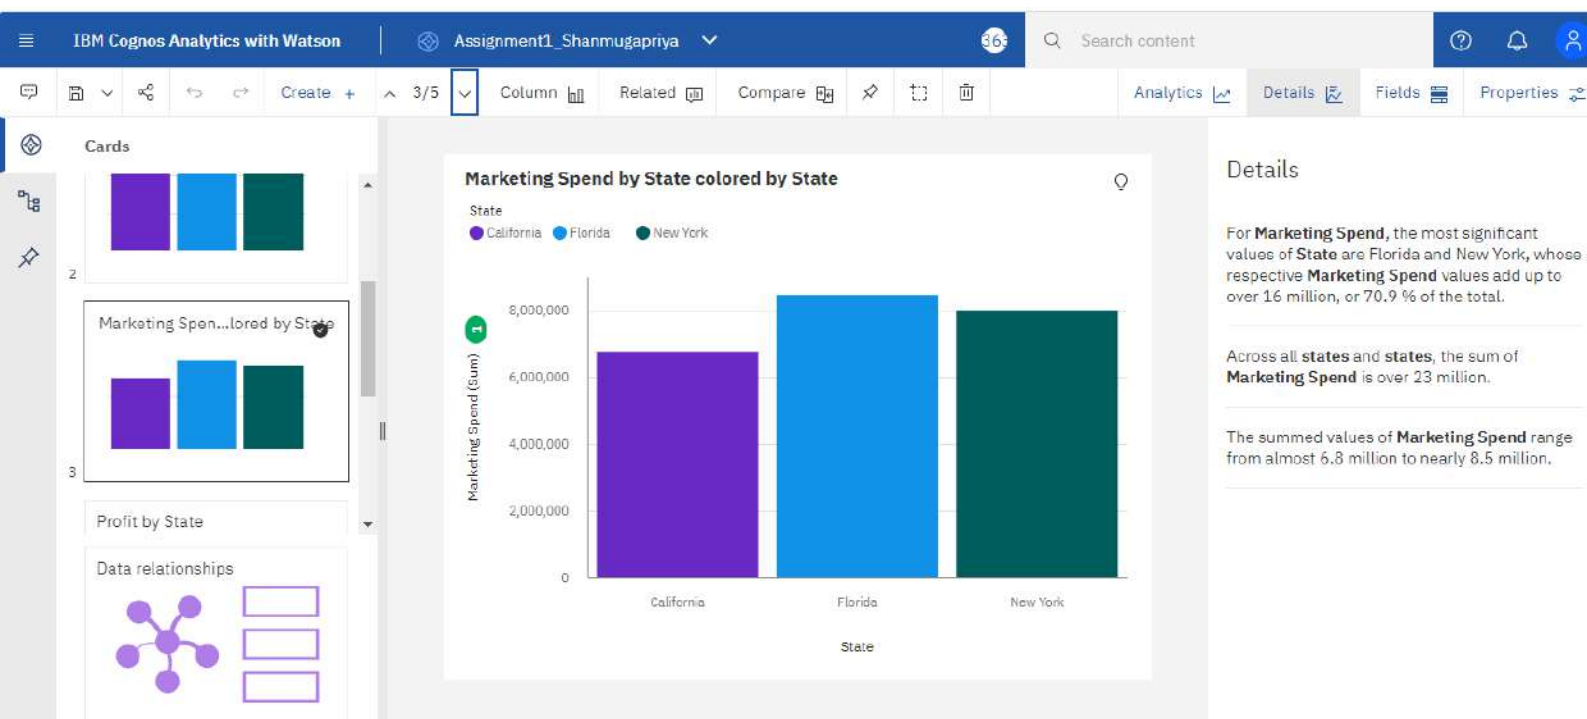 IBM Cognos Analytics with Watson
Assignment1_Shanmugapriya
Search content
Create +
3/5
Column
Related
Compare
Analytics
Details
Fields
Properties
Cards
2
Marketing Spen...lored by State
3
Profit by State
Data relationships
Marketing Spend by State colored by State
State
California
Florida
New York
Marketing Spend (Sum)
8,000,000
6,000,000
4,000,000
2,000,000
0
California
Florida
New York
State
Details
For Marketing Spend, the most significant
values of State are Florida and New York, whose
respective Marketing Spend values add up to
over 16 million, or 70.9 % of the total.
Across all states and states, the sum of
Marketing Spend is over 23 million.
The summed values of Marketing Spend range
from almost 6.8 million to nearly 8.5 million.